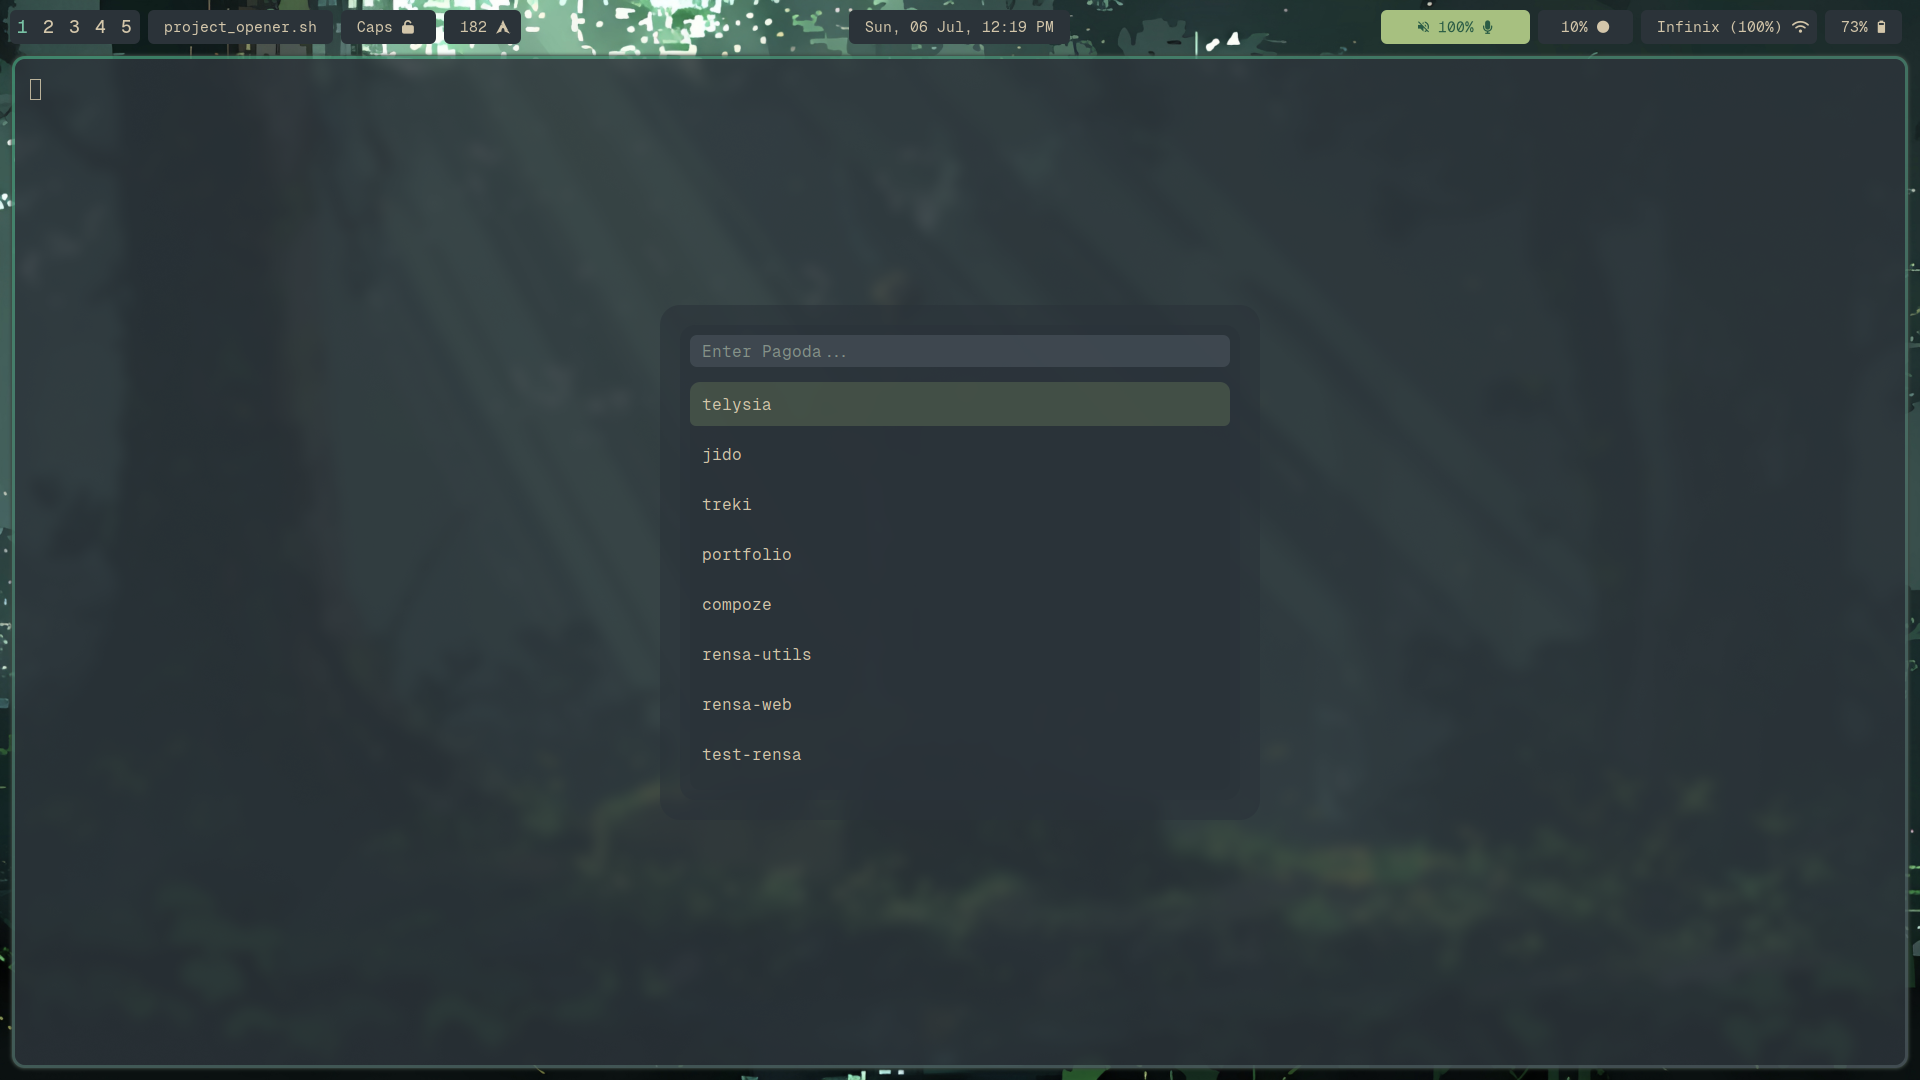 1 2 3 4 5 project_opener.sh Caps 182 Sun, 06 Jul, 12:19 PM 100% 10% Infinix (100%) 73%
Enter Pagoda...
telysia
jido
treki
portfolio
compoze
rensa-utils
rensa-web
test-rensa